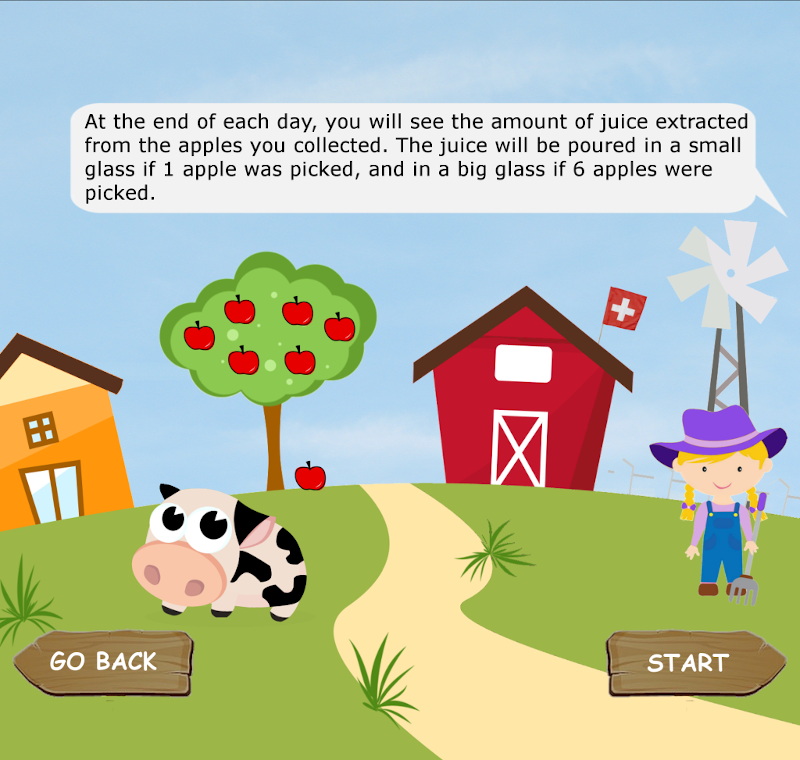 At the end of each day, you will see the amount of juice extracted
from the apples you collected. The juice will be poured in a small
glass if 1 apple was picked, and in a big glass if 6 apples were
picked.
GO BACK
START